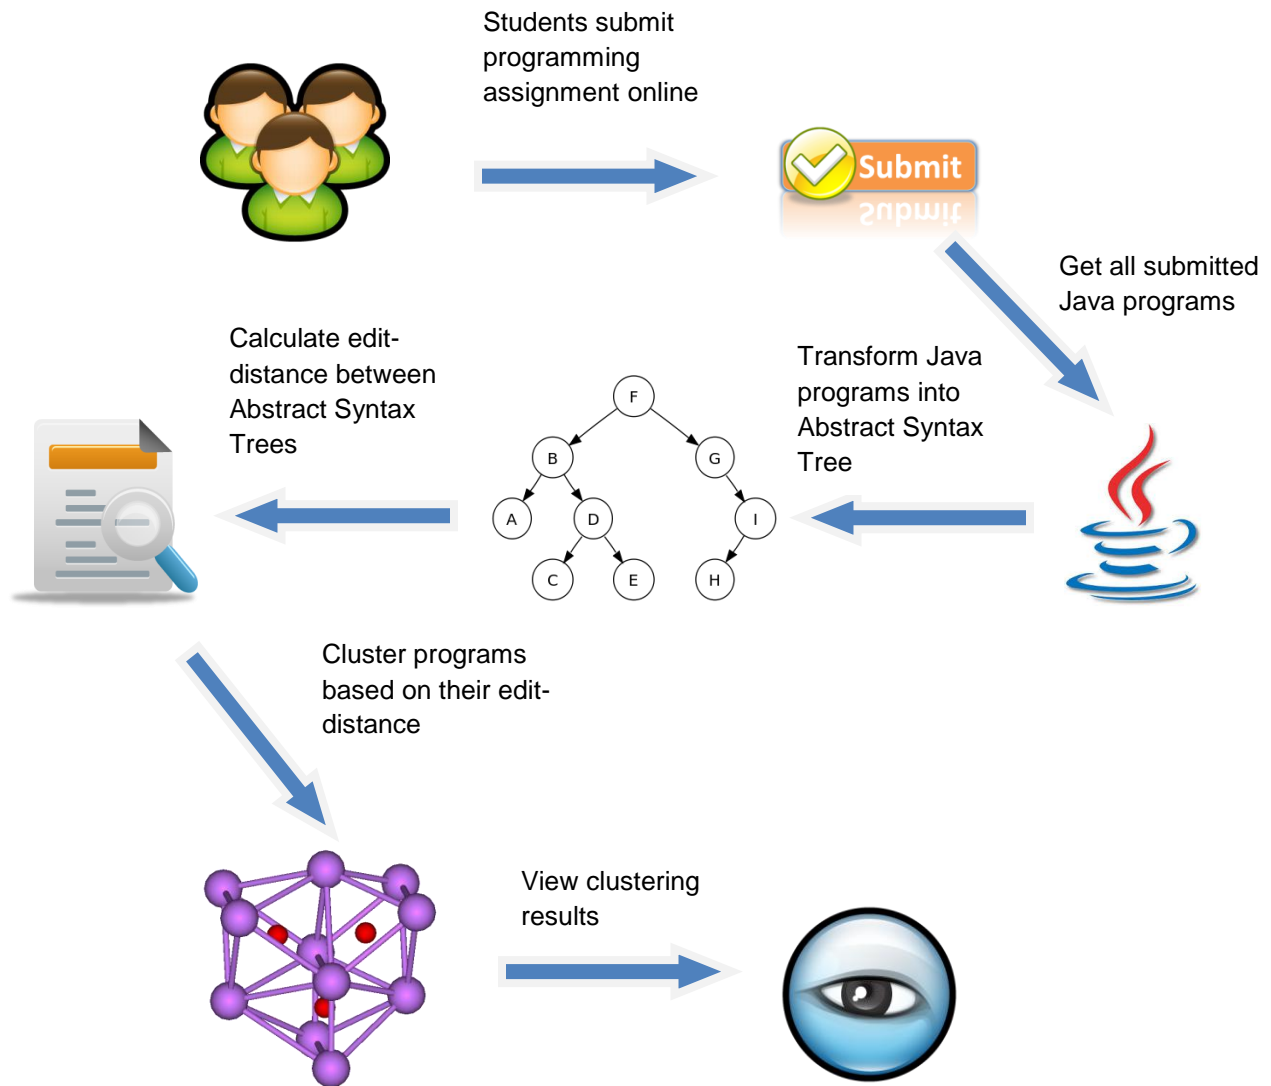 Students submit
programming
assignment online
Submit
Submit
Get all submitted
Java programs
Calculate edit-
distance between
Abstract Syntax
Trees
Transform Java
programs into
Abstract Syntax
Tree
F
B
G
A
D
I
C
E
H
Cluster programs
based on their edit-
distance
View clustering
results